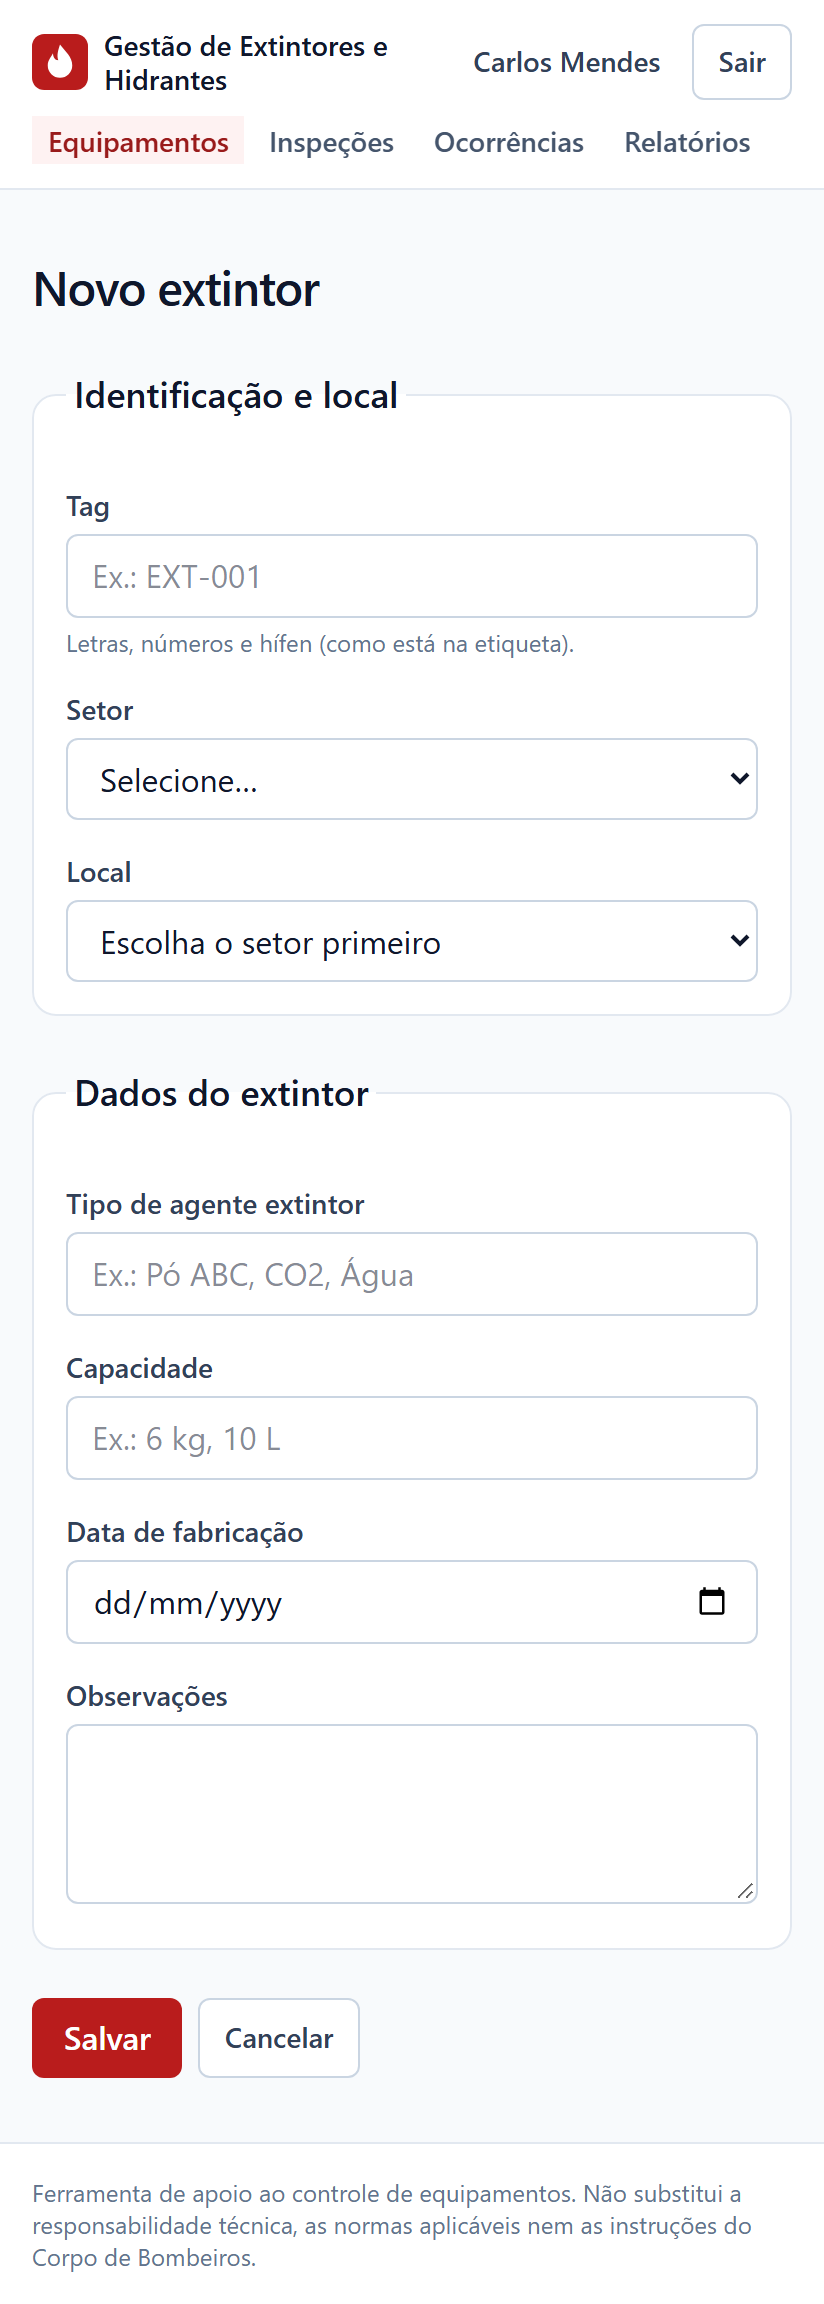 Gestão de Extintores e
Hidrantes
Carlos Mendes
Sair
Equipamentos
Inspeções
Ocorrências
Relatórios
Novo extintor
Identificação e local
Tag
Ex.: EXT-001
Letras, números e hífen (como está na etiqueta).
Setor
Selecione...
Local
Escolha o setor primeiro
Dados do extintor
Tipo de agente extintor
Ex.: Pó ABC, CO2, Água
Capacidade
Ex.: 6 kg, 10 L
Data de fabricação
dd/mm/yyyy
Observações
Salvar
Cancelar
Ferramenta de apoio ao controle de equipamentos. Não substitui a
responsabilidade técnica, as normas aplicáveis nem as instruções do
Corpo de Bombeiros.